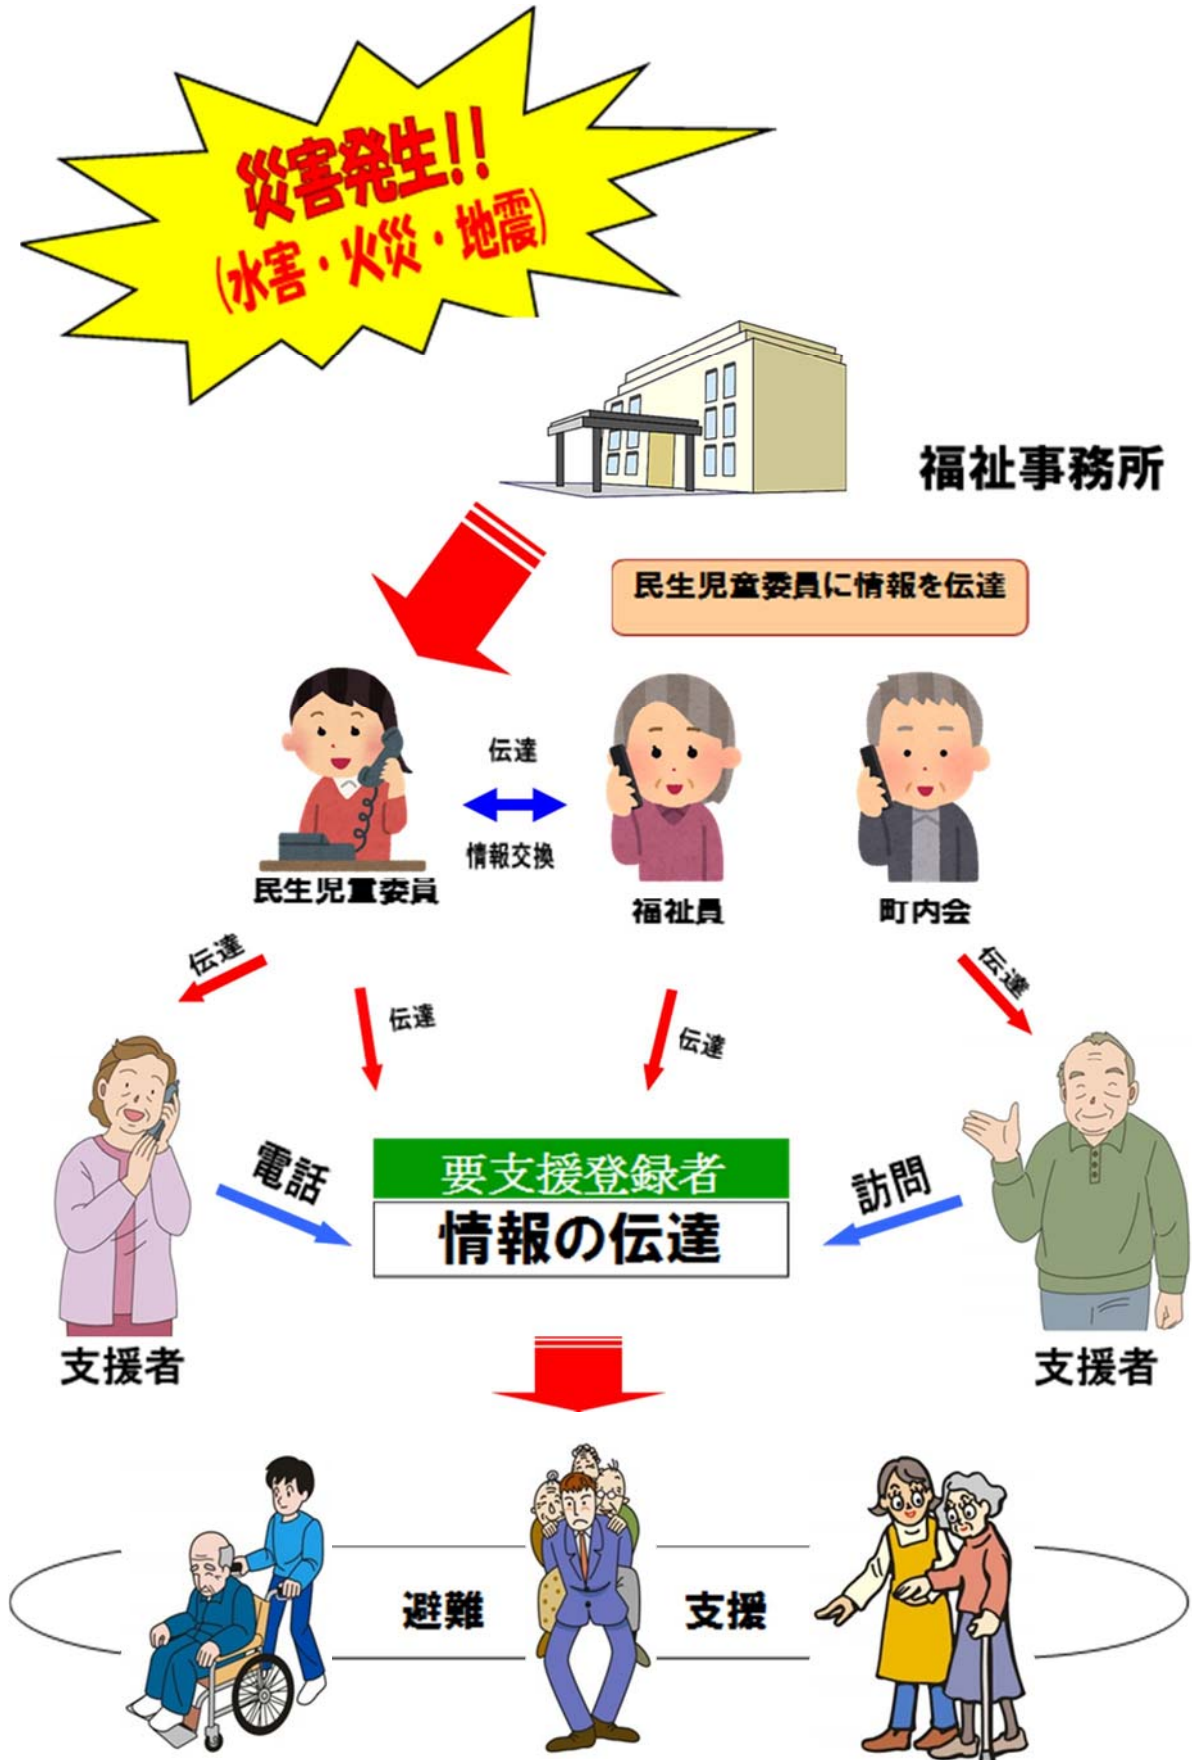 災害発生!!
(水害・火災・地震)
福祉事務所
民生児童委員に情報を伝達
伝達
情報交換
民生児童委員
福祉員
町内会
伝達
伝達
伝達
伝達
電話
要支援登録者
情報の伝達
訪問
支援者
支援者
避難
支援